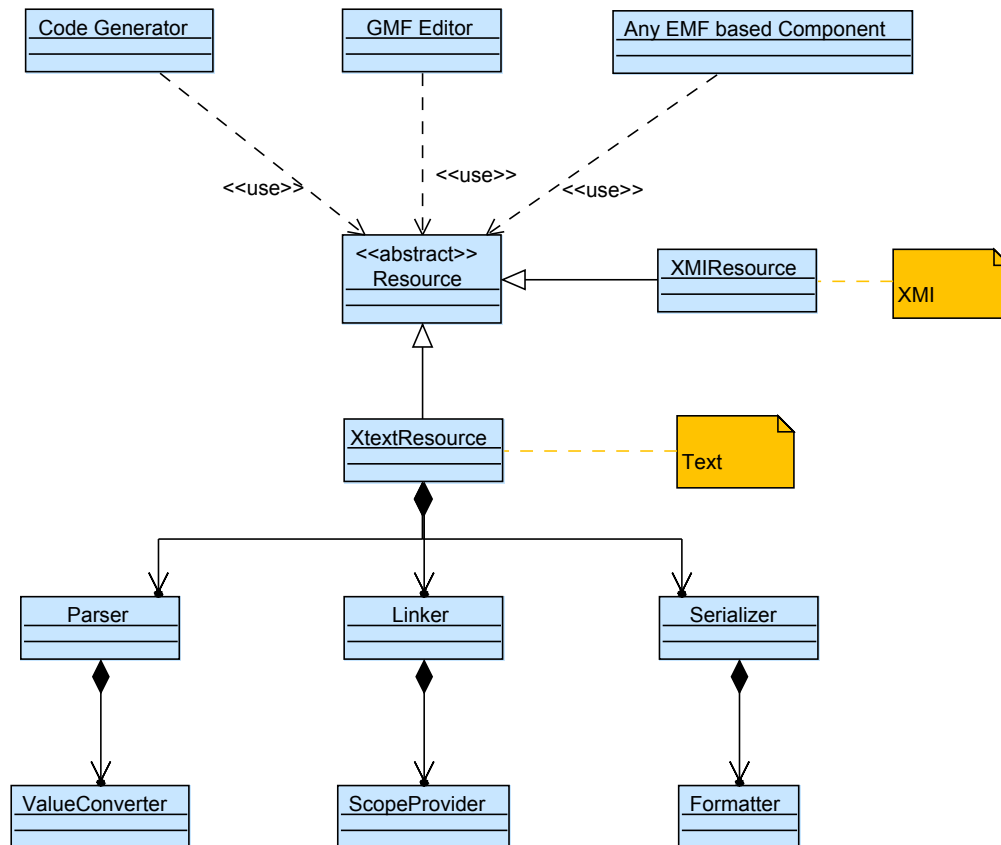 Code Generator
GMF Editor
Any EMF based Component
<<use>>
<<use>>
<<use>>
<<abstract>>
Resource
XMIResource
XMI
XtextResource
Text
Parser
Linker
Serializer
ValueConverter
ScopeProvider
Formatter